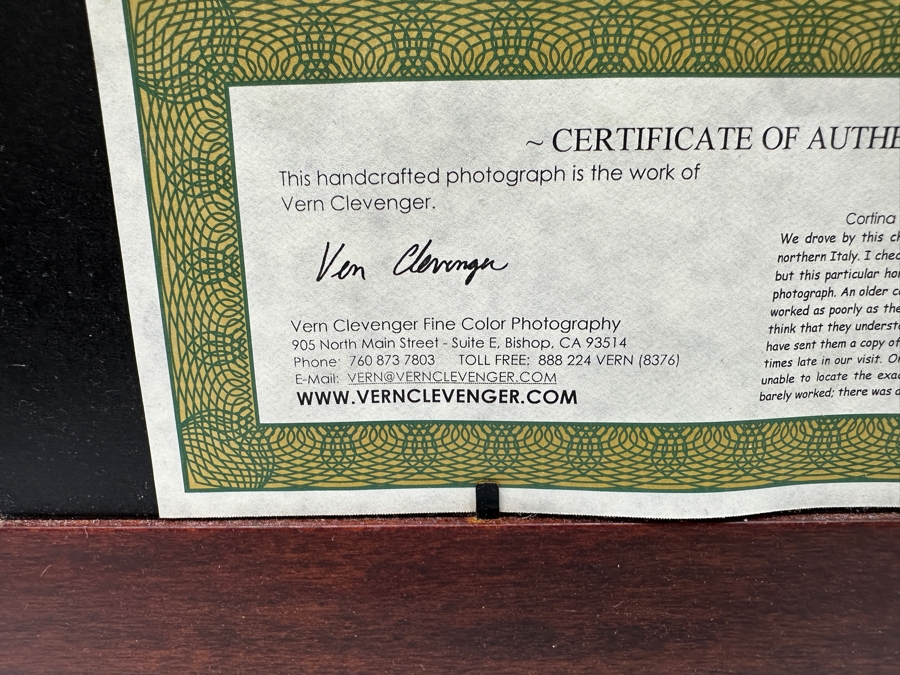 ~ CERTIFICATE OF AUTHE
This handcrafted photograph is the work of
Vern Clevenger.
Vern Clevenger
Vern Clevenger Fine Color Photography
905 North Main Street - Suite E, Bishop, CA 93514
Phone: 760 873 7803 TOLL FREE: 888 224 VERN (8376)
E-Mail: VERN@VERNCLEVENGER.COM
WWW.VERNCLEVENGER.COM
Cortina
We drove by this ch
northern Italy. I chec
but this particular ho
photograph. An older c
worked as poorly as the
think that they underst
have sent them a copy of
times late in our visit. O
unable to locate the exac
barely worked; there was a